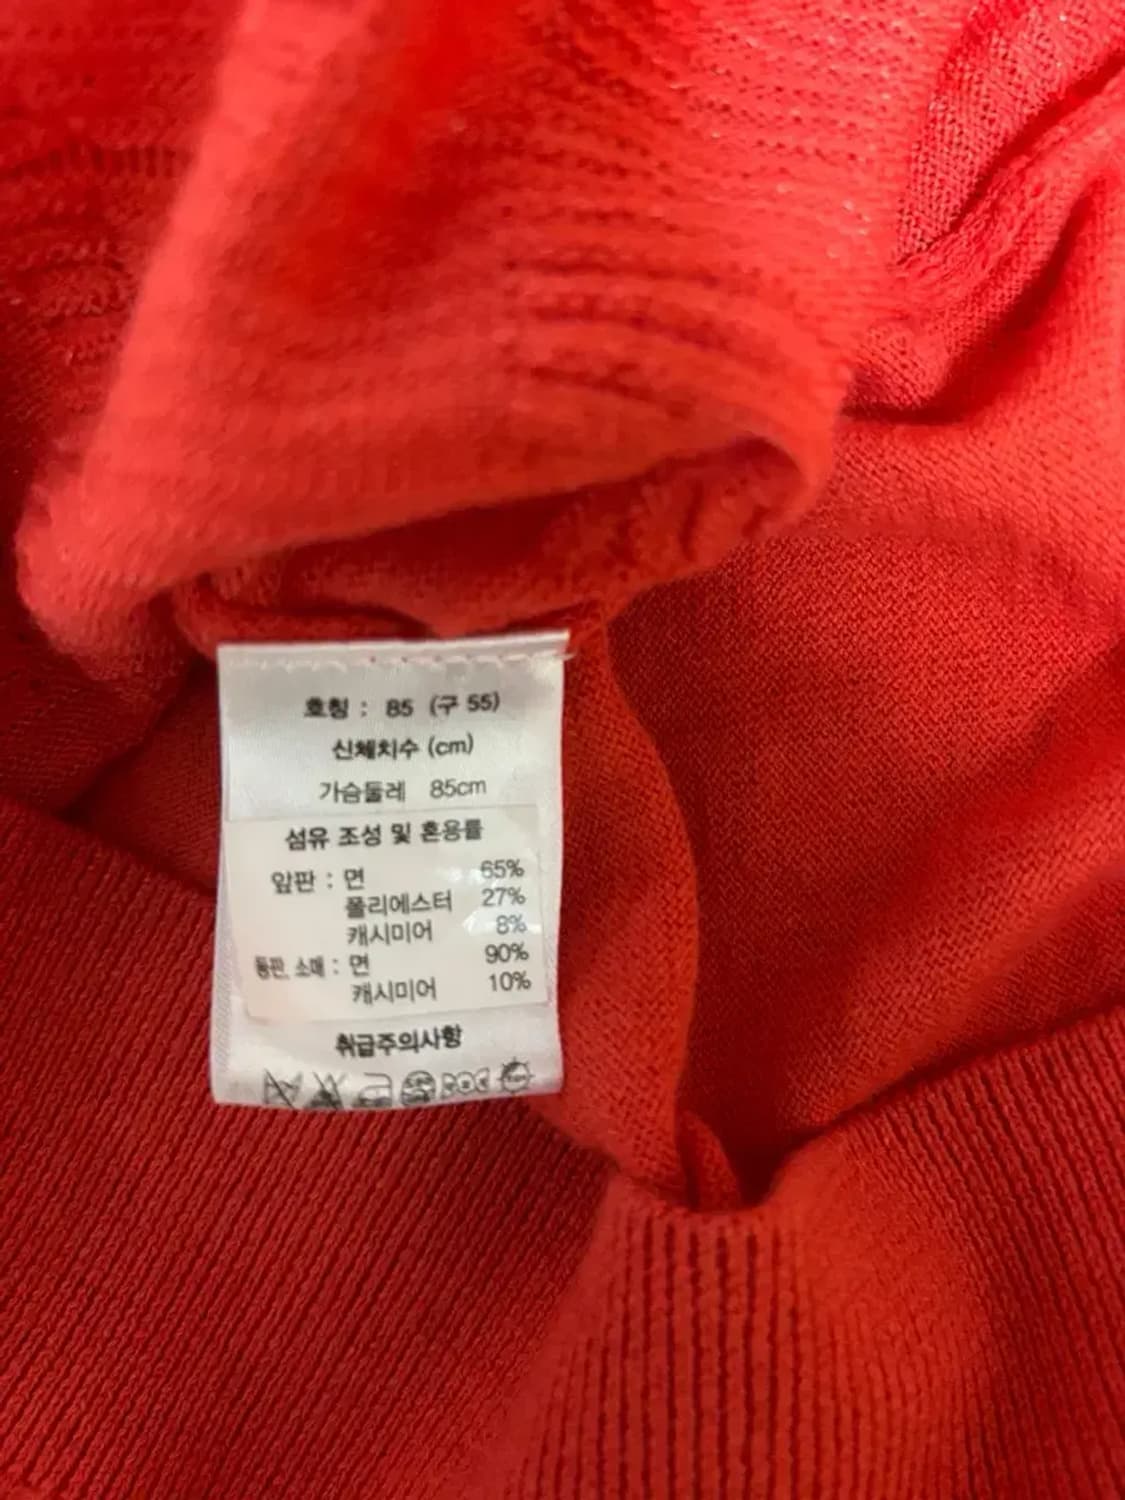 호칭 : 85 (구 55)
신체치수 (cm)
가슴둘레 85cm
섬유 조성 및 혼용률
앞판 : 면 65%
폴리에스터 27%
캐시미어 8%
등판, 소매 : 면 90%
캐시미어 10%
취급주의사항